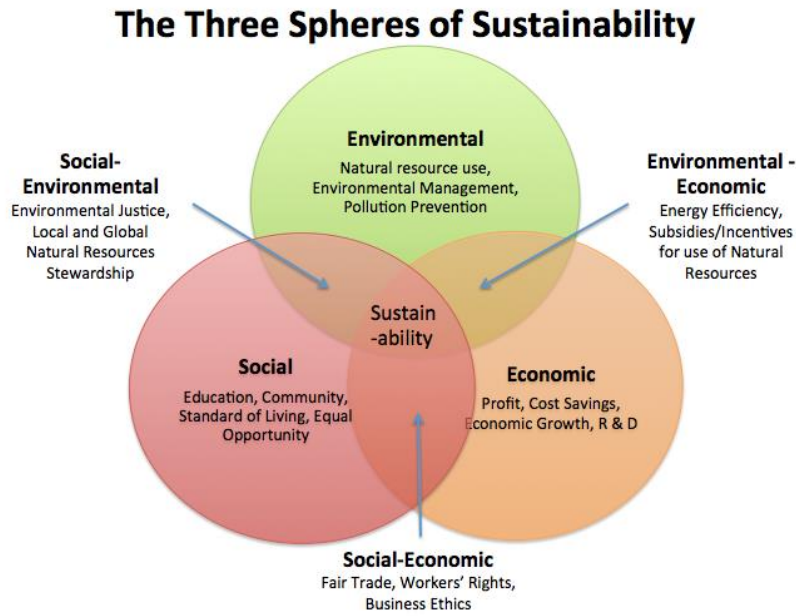 The Three Spheres of Sustainability
Environmental
Natural resource use,
Environmental Management,
Pollution Prevention
Social-
Environmental
Environmental Justice,
Local and Global
Natural Resources
Stewardship
Environmental -
Economic
Energy Efficiency,
Subsidies/Incentives
for use of Natural
Resources
Sustain
-ability
Social
Education, Community,
Standard of Living, Equal
Opportunity
Economic
Profit, Cost Savings,
Economic Growth, R & D
Social-Economic
Fair Trade, Workers’ Rights,
Business Ethics